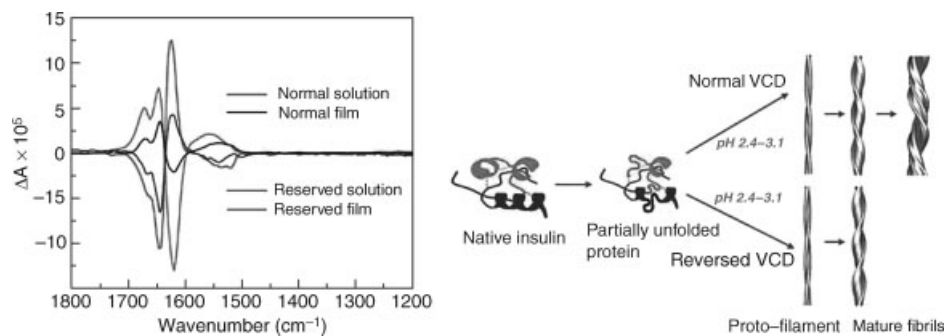 15
10
5
0
−5
−10
ΔA × 10⁵
Normal solution
Normal film
Reserved solution
Reserved film
1800 1700 1600 1500 1400 1300 1200
Wavenumber (cm⁻¹)
Native insulin
Partially unfolded
protein
Normal VCD
pH 2.4–3.1
pH 2.4–3.1
Reversed VCD
Proto–filament Mature fibrils